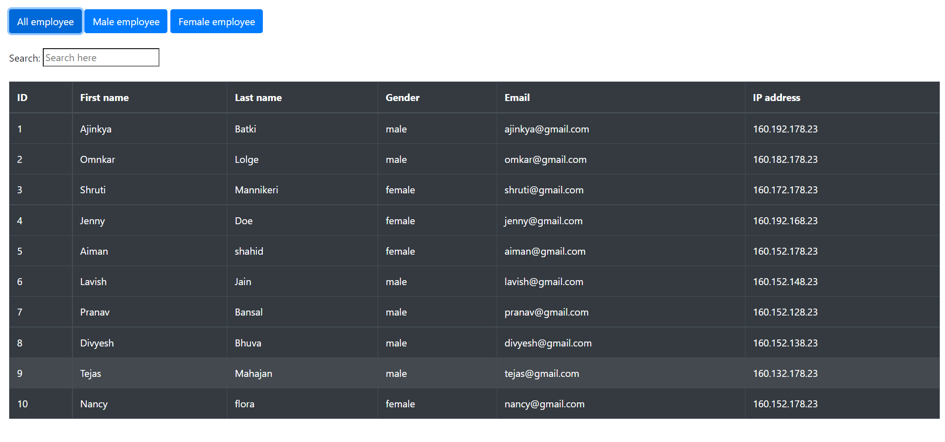 All employee Male employee Female employee
Search: Search here
ID First name Last name Gender Email IP address
1 Ajinkya Batki male ajinkya@gmail.com 160.192.178.23
2 Omnkar Lolge male omkar@gmail.com 160.182.178.23
3 Shruti Mannikeri female shruti@gmail.com 160.172.178.23
4 Jenny Doe female jenny@gmail.com 160.192.168.23
5 Aiman shahid female aiman@gmail.com 160.152.178.23
6 Lavish Jain male lavish@gmail.com 160.152.148.23
7 Pranav Bansal male pranav@gmail.com 160.152.128.23
8 Divyesh Bhuva male divyesh@gmail.com 160.152.138.23
9 Tejas Mahajan male tejas@gmail.com 160.132.178.23
10 Nancy flora female nancy@gmail.com 160.152.178.23